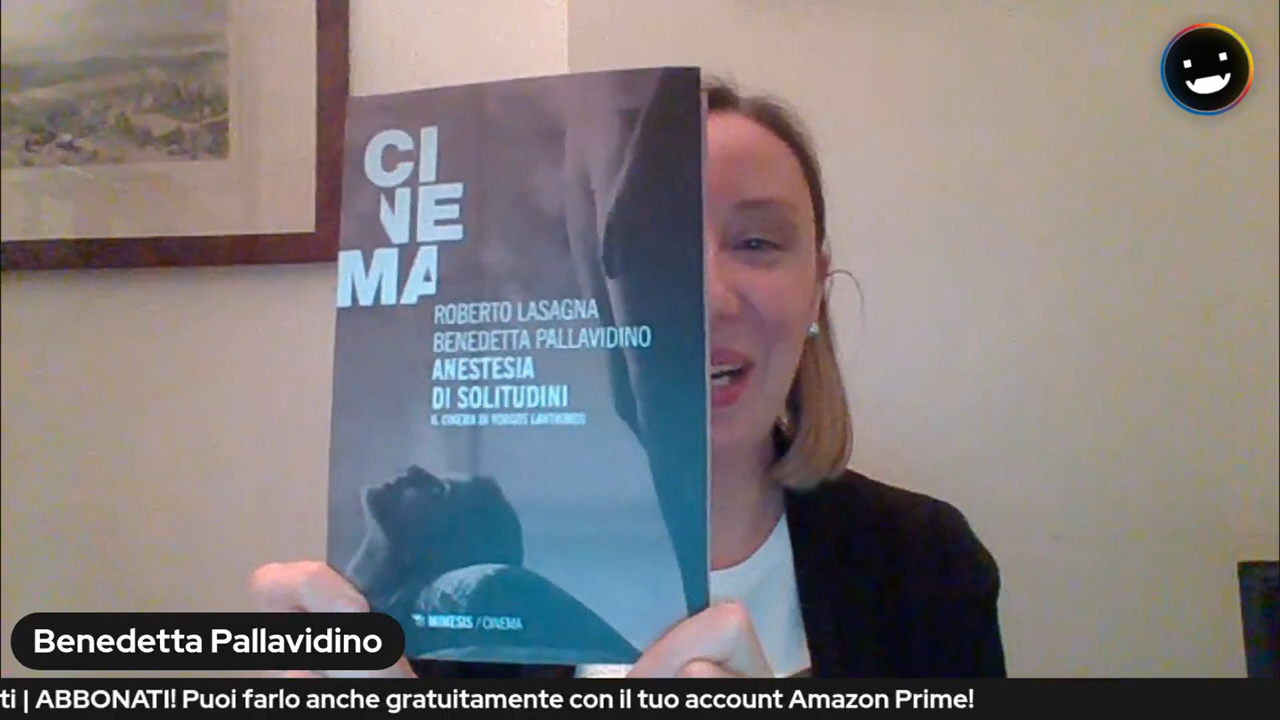 CI
NE
MA
ROBERTO LASAGNA
BENEDETTA PALLAVIDINO
ANESTESIA
DI SOLITUDINI
IL CINEMA DI YORGOS LANTHIMOS
MIMESIS / CINEMA
Benedetta Pallavidino
ti | ABBONATI! Puoi farlo anche gratuitamente con il tuo account Amazon Prime!